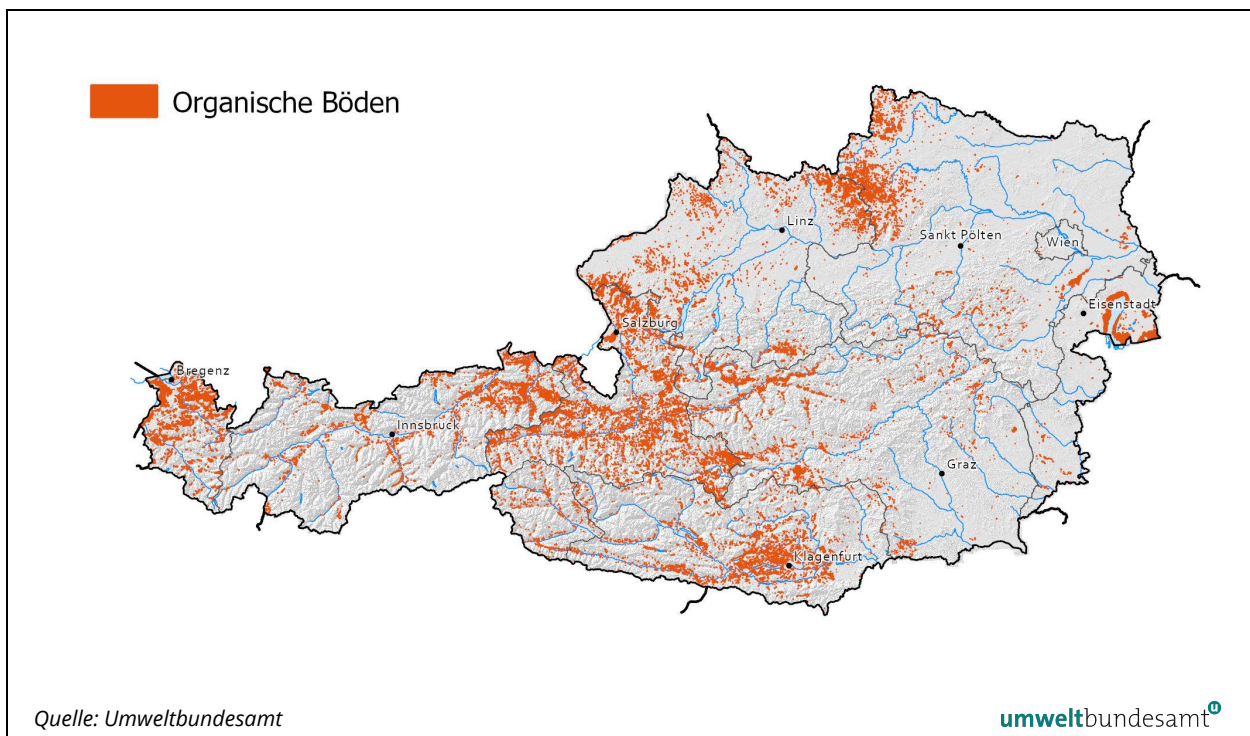 Organische Böden
Linz
Sankt Pölten
Wien
Eisenstadt
Salzburg
Bregenz
Innsbruck
Graz
Klagenfurt
Quelle: Umweltbundesamt
umweltbundesamt